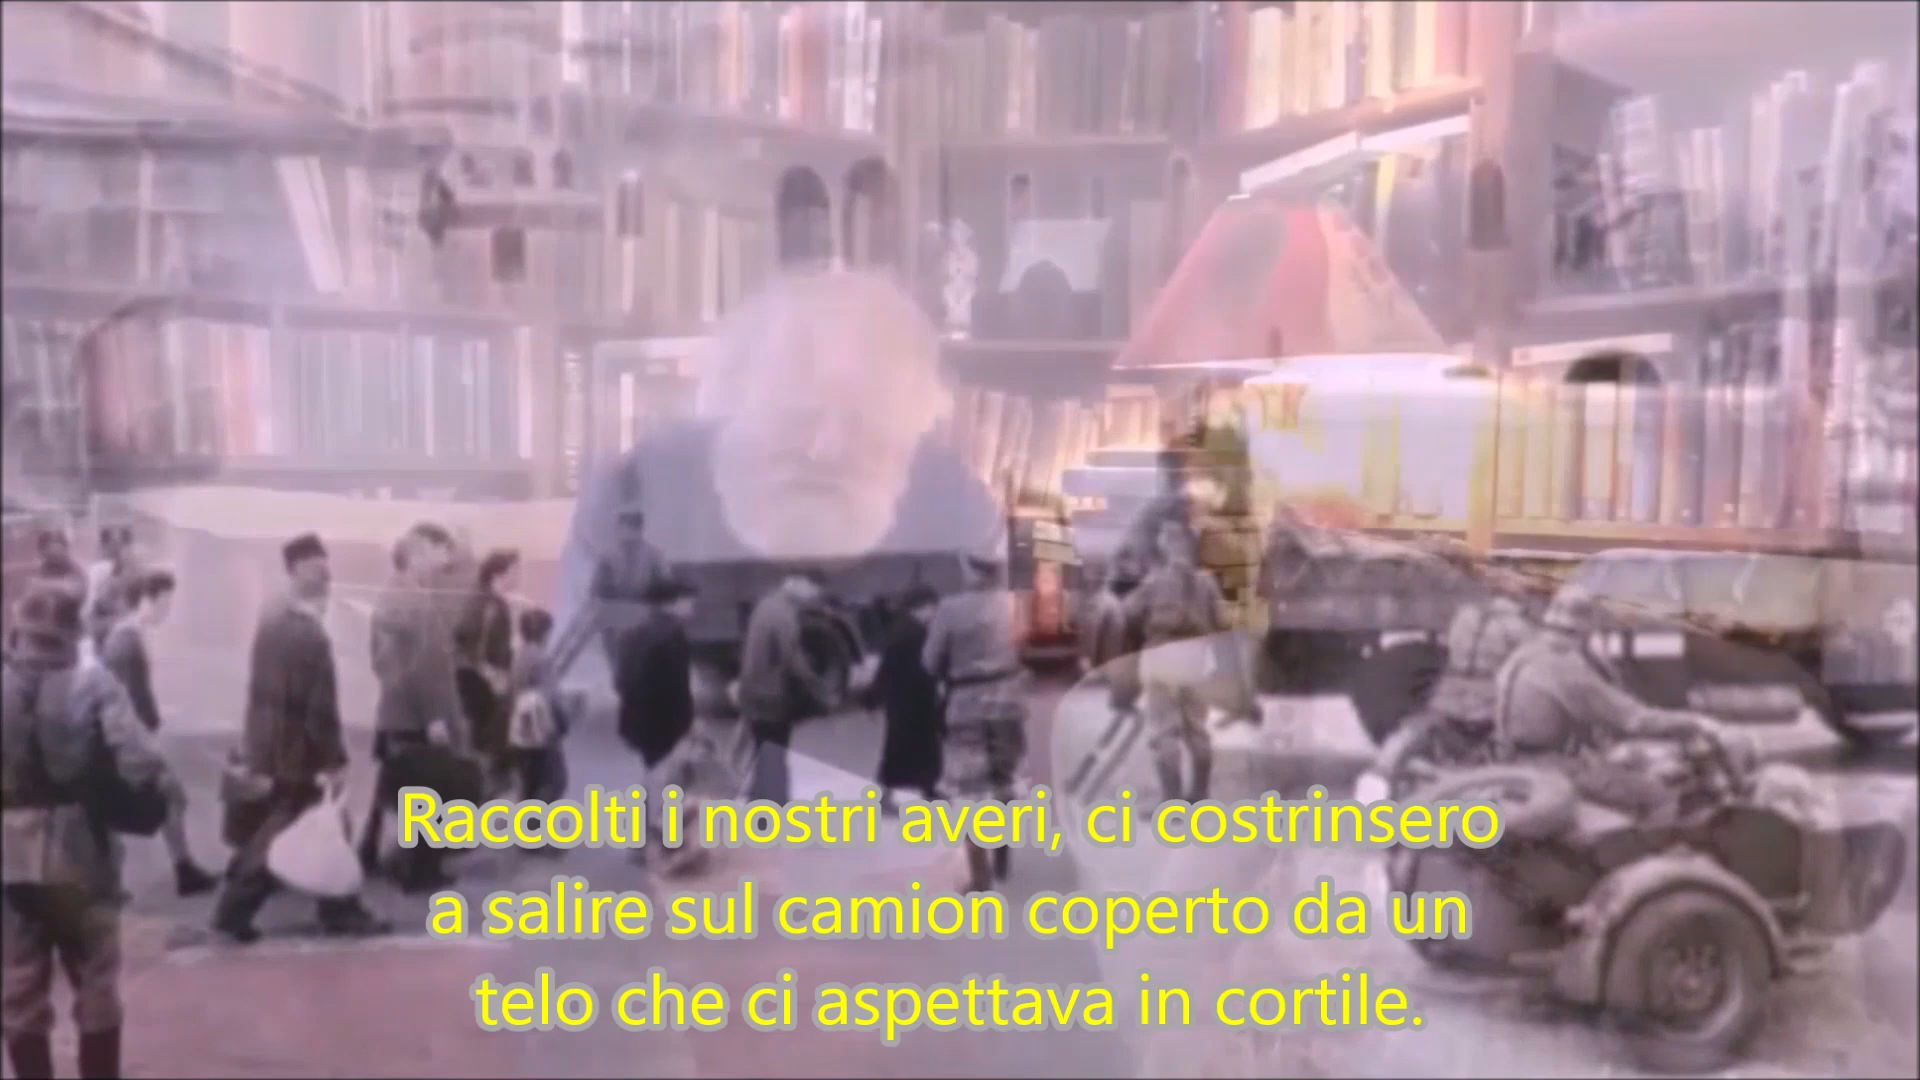 Raccolti i nostri averi, ci costrinsero
a salire sul camion coperto da un
telo che ci aspettava in cortile.